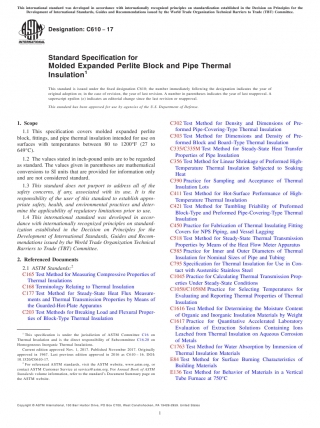 This international standard was developed in accordance with internationally recognized principles on standardization established in the Decision on Principles for the
Development of International Standards, Guides and Recommendations issued by the World Trade Organization Technical Barriers to Trade (TBT) Committee.
Designation: C610 − 17
Standard Specification for
Molded Expanded Perlite Block and Pipe Thermal
Insulation1
This standard is issued under the fixed designation C610; the number immediately following the designation indicates the year of
original adoption or, in the case of revision, the year of last revision. A number in parentheses indicates the year of last reapproval. A
superscript epsilon (ε) indicates an editorial change since the last revision or reapproval.
This standard has been approved for use by agencies of the U.S. Department of Defense.
1. Scope
1.1 This specification covers molded expanded perlite
block, fittings, and pipe thermal insulation intended for use on
surfaces with temperatures between 80 to 1200°F (27 to
649°C).
1.2 The values stated in inch-pound units are to be regarded
as standard. The values given in parentheses are mathematical conversions
to SI units that are provided for information only
and are not considered standard.
1.3 This standard does not purport to address all of the
safety concerns, if any, associated with its use. It is the
responsibility of the user of this standard to establish appropriate
safety, health, and environmental practices and determine
the applicability of regulatory limitations prior to use.
1.4 This international standard was developed in accordance
with internationally recognized principles on standardization
established in the Decision on Principles for the
Development of International Standards, Guides and Recommendations
issued by the World Trade Organization Technical
Barriers to Trade (TBT) Committee.
2. Referenced Documents
2.1 ASTM Standards:2
C165 Test Method for Measuring Compressive Properties of
Thermal Insulations
C168 Terminology Relating to Thermal Insulation
C177 Test Method for Steady-State Heat Flux Measurements
and Thermal Transmission Properties by Means of
the Guarded-Hot-Plate Apparatus
C203 Test Methods for Breaking Load and Flexural Properties
of Block-Type Thermal Insulation
1 This specification is under the jurisdiction of ASTM Committee C16 on
Thermal Insulation and is the direct responsibility of Subcommittee C16.20 on
Homogeneous Inorganic Thermal Insulations.
Current edition approved Nov. 1, 2017. Published November 2017. Originally
approved in 1967. Last previous edition approved in 2016 as C610 – 16. DOI:
10.1520/C0610-17.
2 For referenced ASTM standards, visit the ASTM website, www.astm.org, or
contact ASTM Customer Service at service@astm.org. For Annual Book of ASTM
Standards volume information, refer to the standard's Document Summary page on
the ASTM website.
C302 Test Method for Density and Dimensions of Preformed
Pipe-Covering-Type Thermal Insulation
C303 Test Method for Dimensions and Density of Preformed
Block and Board–Type Thermal Insulation
C335/C335M Test Method for Steady-State Heat Transfer
Properties of Pipe Insulation
C356 Test Method for Linear Shrinkage of Preformed High-Temperature
Thermal Insulation Subjected to Soaking
Heat
C390 Practice for Sampling and Acceptance of Thermal
Insulation Lots
C411 Test Method for Hot-Surface Performance of High-Temperature
Thermal Insulation
C421 Test Method for Tumbling Friability of Preformed
Block-Type and Preformed Pipe-Covering-Type Thermal
Insulation
C450 Practice for Fabrication of Thermal Insulating Fitting
Covers for NPS Piping, and Vessel Lagging
C518 Test Method for Steady-State Thermal Transmission
Properties by Means of the Heat Flow Meter Apparatus
C585 Practice for Inner and Outer Diameters of Thermal
Insulation for Nominal Sizes of Pipe and Tubing
C795 Specification for Thermal Insulation for Use in Contact
with Austenitic Stainless Steel
C1045 Practice for Calculating Thermal Transmission Properties
Under Steady-State Conditions
C1058/C1058M Practice for Selecting Temperatures for
Evaluating and Reporting Thermal Properties of Thermal
Insulation
C1616 Test Method for Determining the Moisture Content
of Organic and Inorganic Insulation Materials by Weight
C1617 Practice for Quantitative Accelerated Laboratory
Evaluation of Extraction Solutions Containing Ions
Leached from Thermal Insulation on Aqueous Corrosion
of Metals
C1763 Test Method for Water Absorption by Immersion of
Thermal Insulation Materials
E84 Test Method for Surface Burning Characteristics of
Building Materials
E136 Test Method for Behavior of Materials in a Vertical
Tube Furnace at 750°C
Copyright © ASTM International, 100 Barr Harbor Drive, PO Box C700, West Conshohocken, PA 19428-2959. United States
1